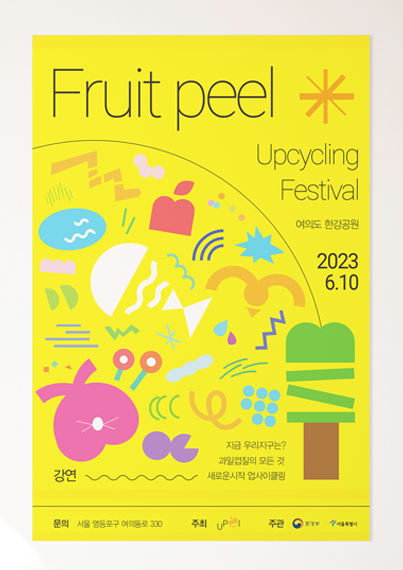 Fruit peel
Upcycling
Festival
여의도 한강공원
2023
6.10
지금 우리지구는?
과일껍질의 모든 것
강연
새로운시작 업사이클링
문의 서울 영등포구 여의동로 330 주최 UP 주관 환경부 서울특별시